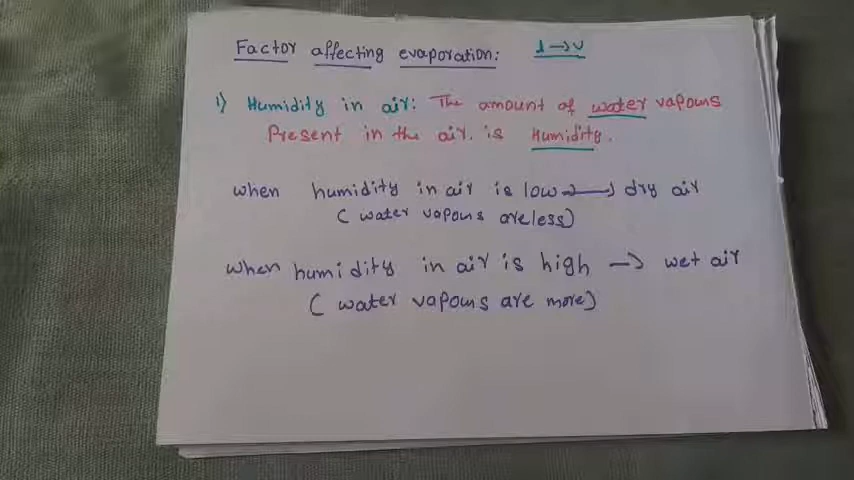 Factor affecting evaporation: l→v
1) Humidity in air: The amount of water vapours
Present in the air. is Humidity.
when humidity in air is low → dry air
( water vapours are less)
when humidity in air is high → wet air
( water vapours are more)